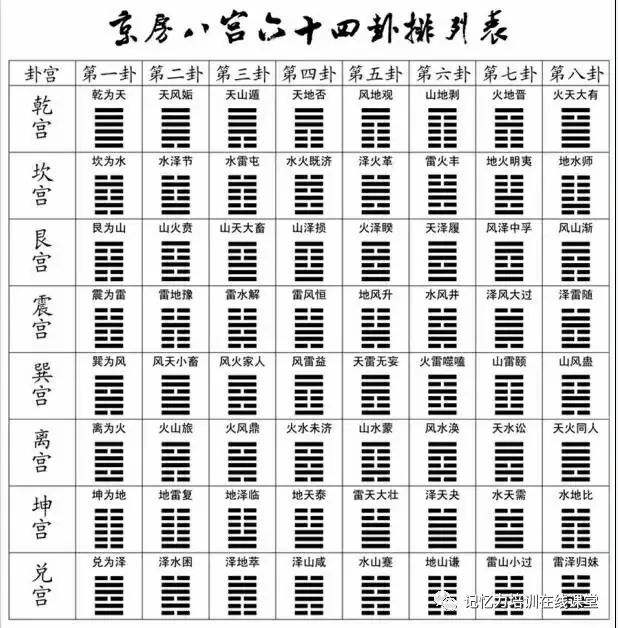 京房八宫六十四卦排列表
卦宫 第一卦 第二卦 第三卦 第四卦 第五卦 第六卦 第七卦 第八卦
乾宫 乾为天 天风姤 天山遁 天地否 风地观 山地剥 火地晋 火天大有
坎宫 坎为水 水泽节 水雷屯 水火既济 泽火革 雷火丰 地火明夷 地水师
艮宫 艮为山 山火贲 山天大畜 山泽损 火泽睽 天泽履 风泽中孚 风山渐
震宫 震为雷 雷地豫 雷水解 雷风恒 地风升 水风井 泽风大过 泽雷随
巽宫 巽为风 风天小畜 风火家人 风雷益 天雷无妄 火雷噬嗑 山雷颐 山风蛊
离宫 离为火 火山旅 火风鼎 火水未济 山水蒙 风水涣 天水讼 天火同人
坤宫 坤为地 地雷复 地泽临 地天泰 雷天大壮 泽天夬 水天需 水地比
兑宫 兑为泽 泽水困 泽地萃 泽山咸 水山蹇 地山谦 雷山小过 雷泽归妹
记忆力培训在线课堂